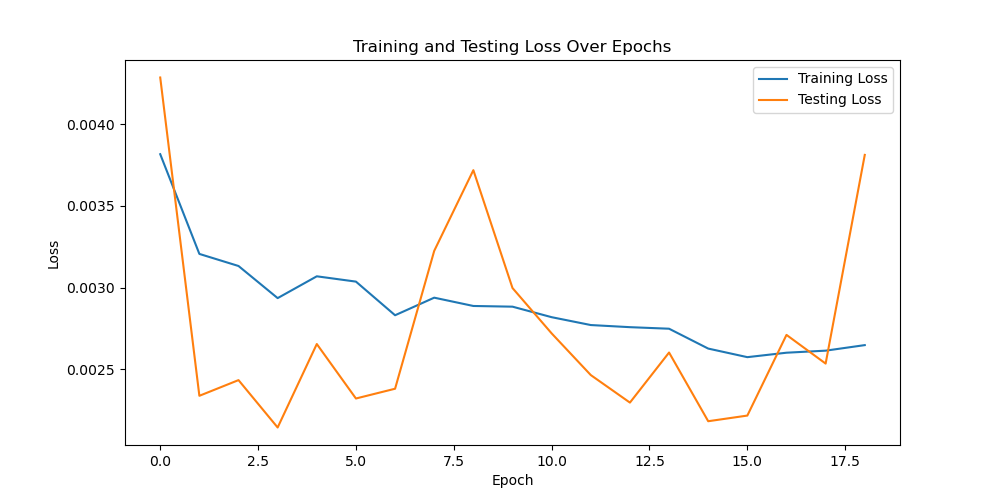 Training and Testing Loss Over Epochs
Training Loss
Testing Loss
0.0040
0.0035
0.0030
0.0025
Loss
0.0 2.5 5.0 7.5 10.0 12.5 15.0 17.5
Epoch